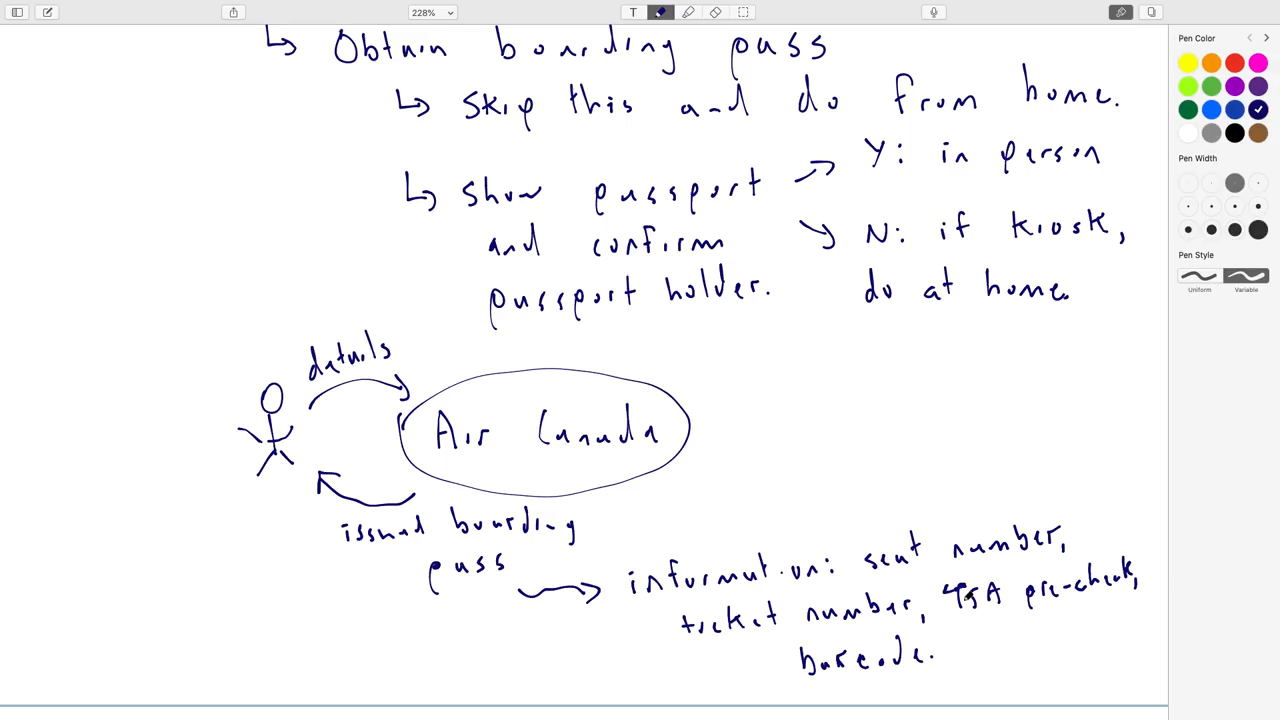 228%
T
↳ Obtain boarding pass
↳ Skip this and do from home.
↳ show passport → Y: in person
and confirm ↘ N: if kiosk,
passport holder. do at home.
details
Air Canada
issued boarding
pass → information: seat number,
ticket number, TSA pre-check,
barcode.
Pen Color
Pen Width
Pen Style
Uniform
Variable